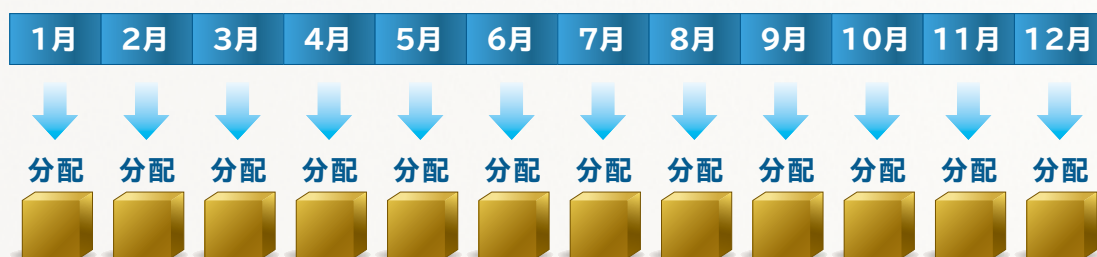 1月 2月 3月 4月 5月 6月 7月 8月 9月 10月 11月 12月
分配 分配 分配 分配 分配 分配 分配 分配 分配 分配 分配 分配